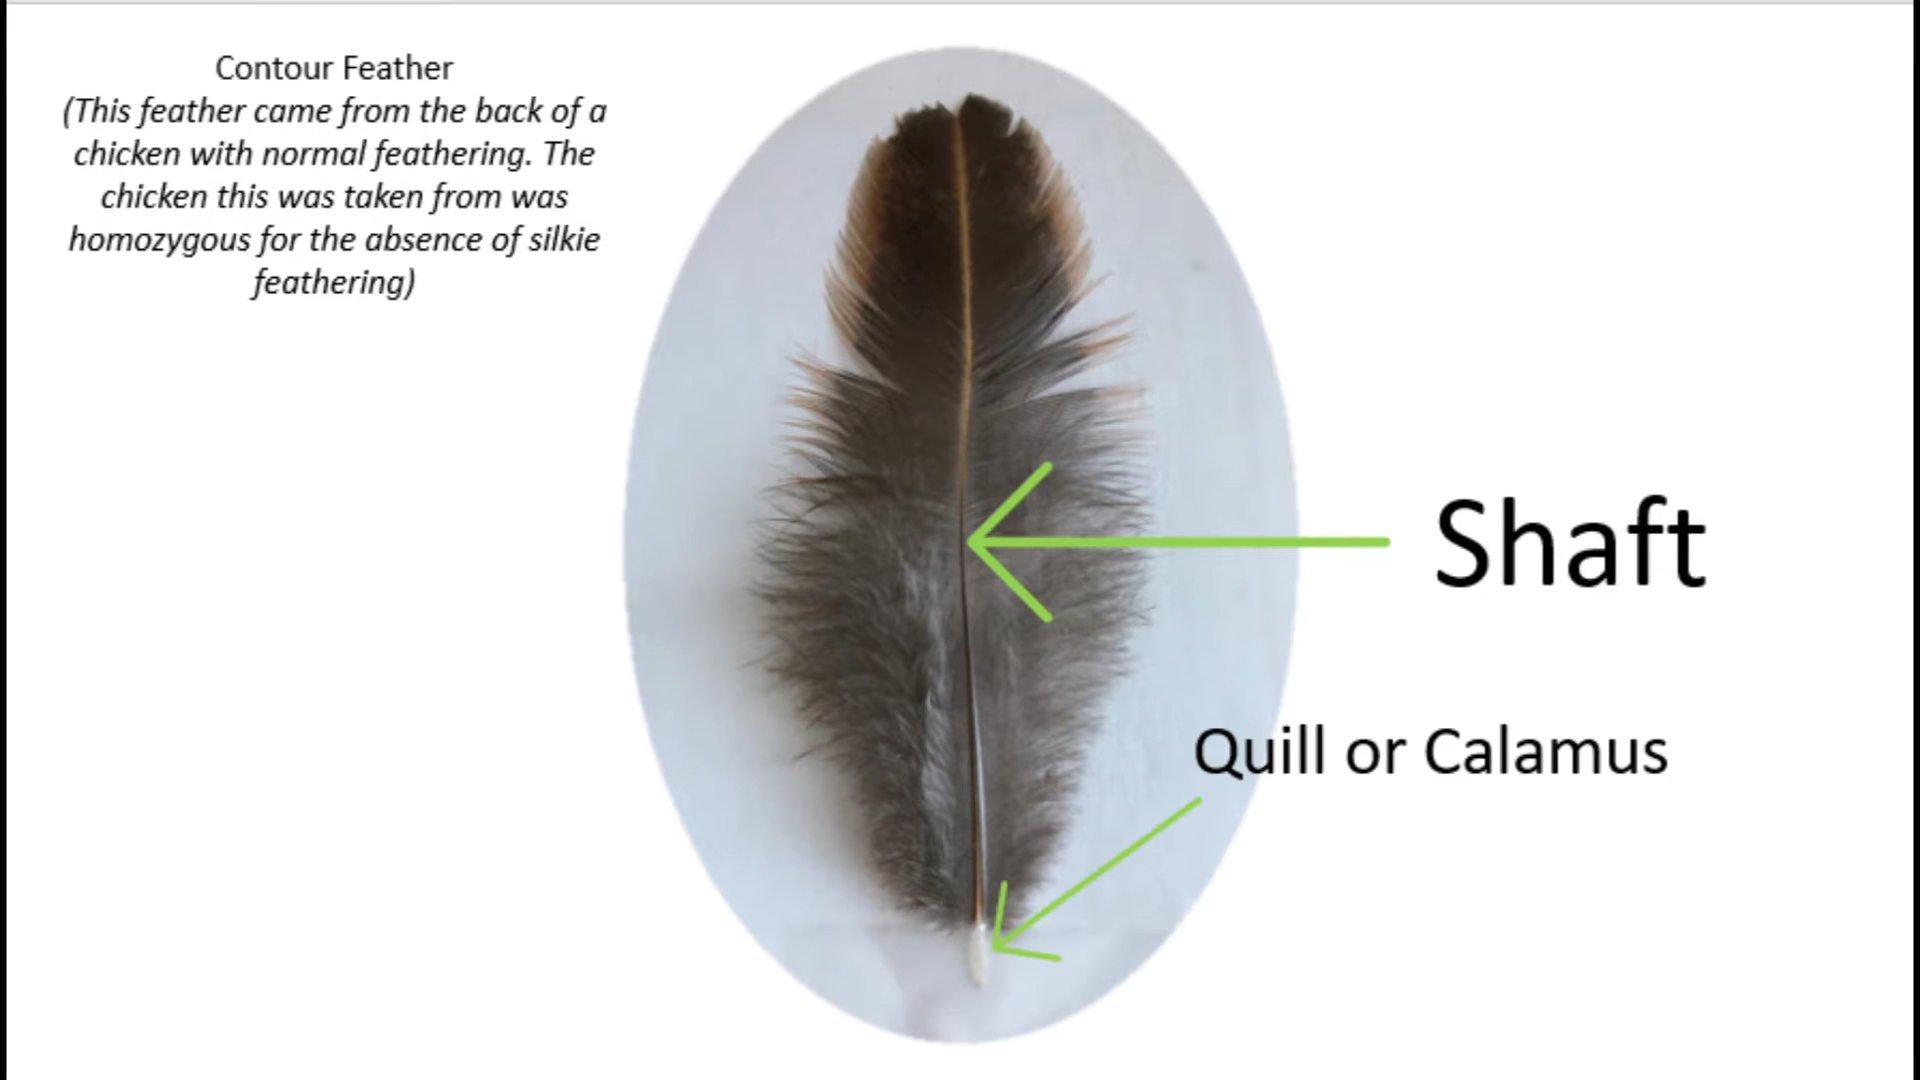 Contour Feather
(This feather came from the back of a
chicken with normal feathering. The
chicken this was taken from was
homozygous for the absence of silkie
feathering)
Shaft
Quill or Calamus